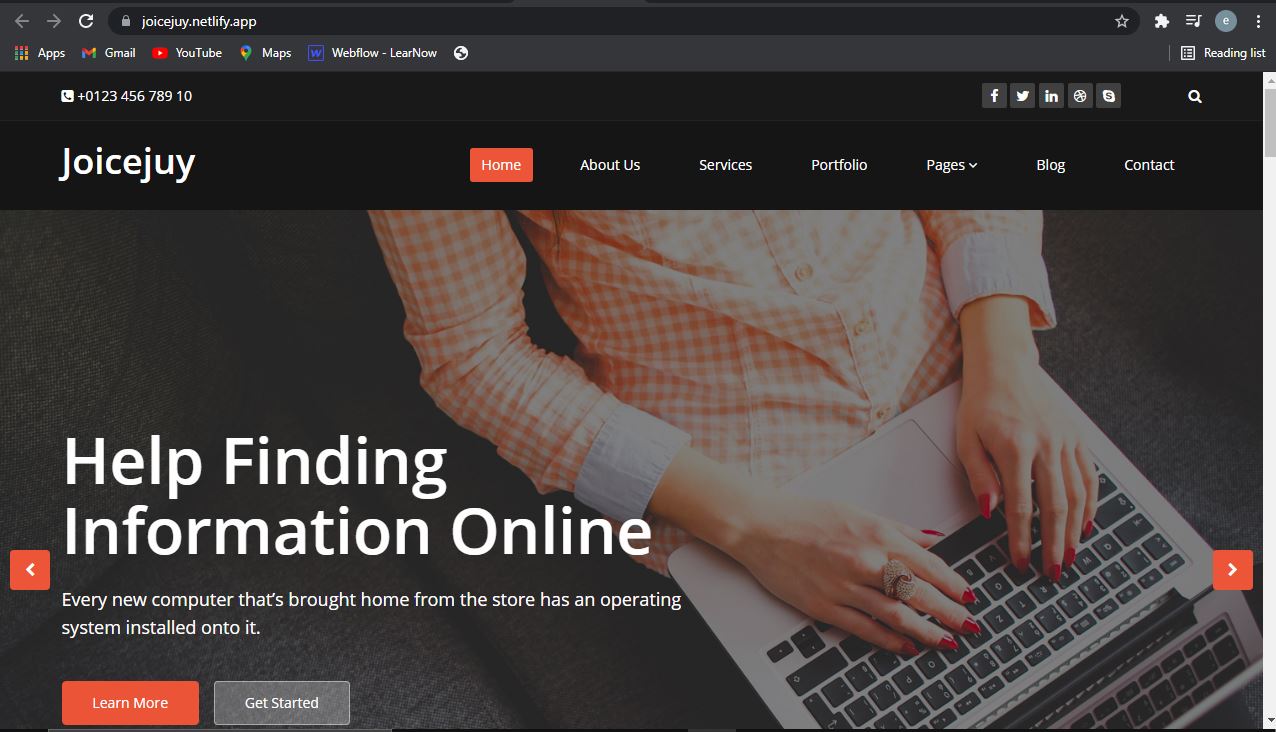 joicejuy.netlify.app
e
Apps Gmail YouTube Maps Webflow - LearNow Reading list
+0123 456 789 10
Joicejuy
Home About Us Services Portfolio Pages Blog Contact
Help Finding
Information Online
Every new computer that’s brought home from the store has an operating
system installed onto it.
Learn More Get Started